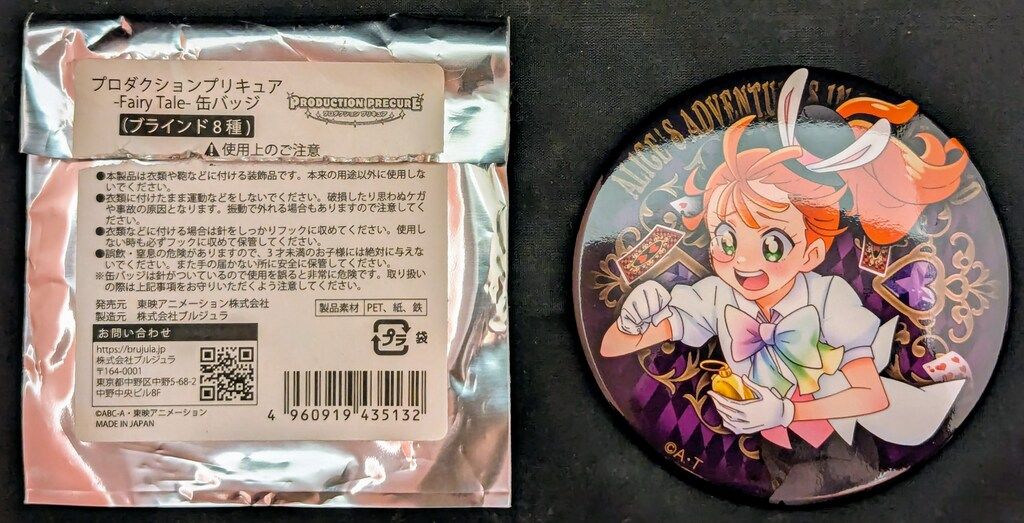 プロダクションプリキュア
-Fairy Tale- 缶バッジ
(ブラインド8種)
PRODUCTION PRECURE
プロダクション プリキュア
⚠使用上のご注意
●本製品は衣類や鞄などに付ける装飾品です。本来の用途以外に使用しな
いでください。
●衣類に付けたまま運動などをしないでください。破損したり思わぬケガ
や事故の原因となります。振動で外れる場合もありますので注意してく
ださい。
●衣類などに付ける場合は針をしっかりフックに収めてください。使用し
ない時も必ずフックに収めて保管してください。
●誤飲・窒息の危険がありますので、3才未満のお子様には絶対に与えな
いでください。また手の届かない所に安全に保管してください。
※缶バッジは針がついているので使用を誤ると非常に危険です。取り扱い
の際は上記事項をお守りいただくよう注意してください。
発売元 東映アニメーション株式会社
製造元 株式会社ブルジュラ
製品素材 PET、紙、鉄
お問い合わせ
https://brujula.jp
株式会社ブルジュラ
〒164-0001
東京都中野区中野5-68-2
中野中央ビル8F
プラ 袋
©ABC-A・東映アニメーション
MADE IN JAPAN
4 960919 435132
ALICE'S ADVENTURES IN
©A・T